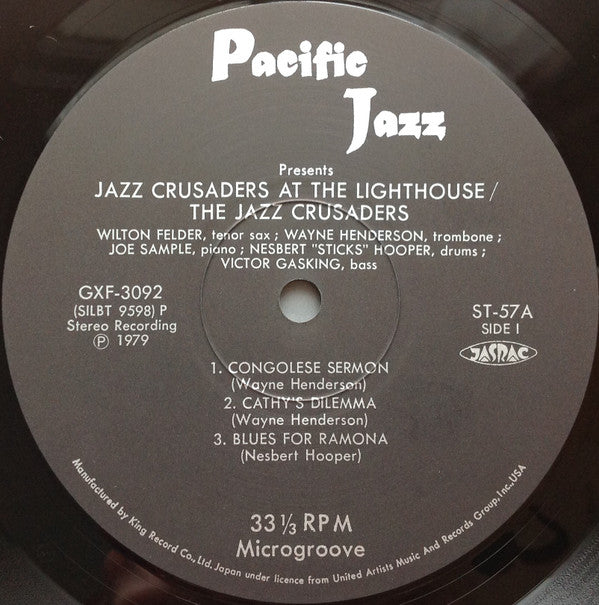 Pacific
Jazz
Presents
JAZZ CRUSADERS AT THE LIGHTHOUSE/
THE JAZZ CRUSADERS
WILTON FELDER, tenor sax ; WAYNE HENDERSON, trombone ;
JOE SAMPLE, piano ; NESBERT "STICKS" HOOPER, drums ;
VICTOR GASKING, bass
GXF-3092
(SILBT 9598) P
Stereo Recording
Ⓟ 1979
ST-57A
SIDE I
JASRAC
1. CONGOLESE SERMON
(Wayne Henderson)
2. CATHY'S DILEMMA
(Wayne Henderson)
3. BLUES FOR RAMONA
(Nesbert Hooper)
33 ⅓ RPM
Microgroove
Manufactured by King Record Co., Ltd. Japan under licence from United Artists Music And Records Group, Inc., USA